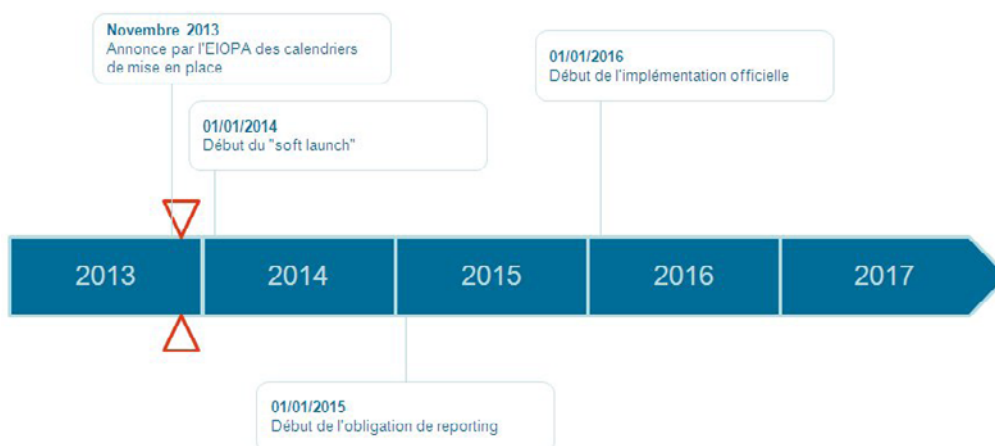 Novembre 2013
Annonce par l'EIOPA des calendriers
de mise en place
01/01/2016
Début de l'implémentation officielle
01/01/2014
Début du "soft launch"
2013
2014
2015
2016
2017
01/01/2015
Début de l'obligation de reporting